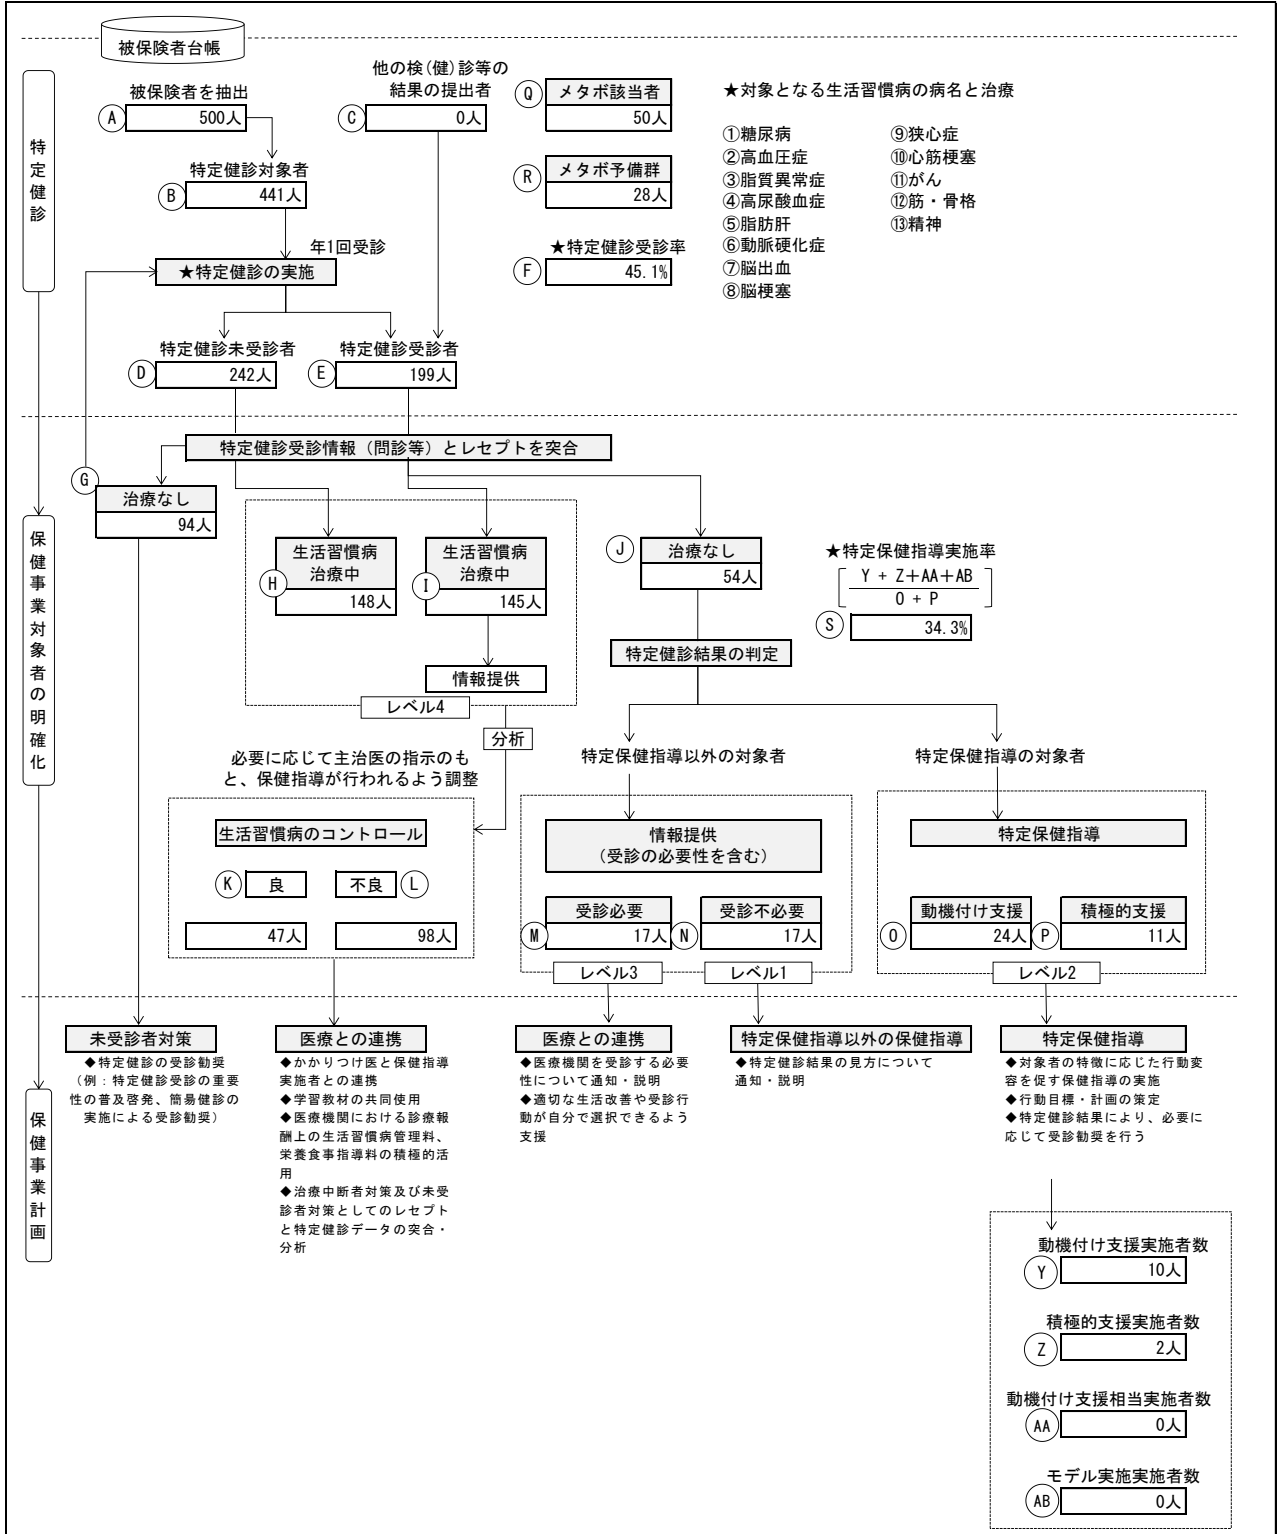 被保険者台帳
特定健診
被保険者を抽出
A
500人
他の検(健)診等の
結果の提出者
C
0人
Q
メタボ該当者
50人
★対象となる生活習慣病の病名と治療
①糖尿病
②高血圧症
③脂質異常症
④高尿酸血症
⑤脂肪肝
⑥動脈硬化症
⑦脳出血
⑧脳梗塞
⑨狭心症
⑩心筋梗塞
⑪がん
⑫筋・骨格
⑬精神
特定健診対象者
B
441人
R
メタボ予備群
28人
年1回受診
★特定健診の実施
★特定健診受診率
F
45.1%
特定健診未受診者
D
242人
特定健診受診者
E
199人
保健事業対象者の明確化
特定健診受診情報(問診等)とレセプトを突合
G
治療なし
94人
生活習慣病
治療中
H
148人
生活習慣病
治療中
I
145人
情報提供
レベル4
分析
J
治療なし
54人
★特定保健指導実施率
Y + Z+AA+AB
O + P
S
34.3%
特定健診結果の判定
必要に応じて主治医の指示のも
と、保健指導が行われるよう調整
特定保健指導以外の対象者
特定保健指導の対象者
生活習慣病のコントロール
K
良
不良
L
47人
98人
情報提供
(受診の必要性を含む)
受診必要
M
17人
受診不必要
N
17人
レベル3
レベル1
特定保健指導
動機付け支援
O
24人
積極的支援
P
11人
レベル2
保健事業計画
未受診者対策
◆特定健診の受診勧奨
(例:特定健診受診の重要
性の普及啓発、簡易健診の
実施による受診勧奨)
医療との連携
◆かかりつけ医と保健指導
実施者との連携
◆学習教材の共同使用
◆医療機関における診療報
酬上の生活習慣病管理料、
栄養食事指導料の積極的活
用
◆治療中断者対策及び未受
診者対策としてのレセプト
と特定健診データの突合・
分析
医療との連携
◆医療機関を受診する必要
性について通知・説明
◆適切な生活改善や受診行
動が自分で選択できるよう
支援
特定保健指導以外の保健指導
◆特定健診結果の見方について
通知・説明
特定保健指導
◆対象者の特徴に応じた行動変
容を促す保健指導の実施
◆行動目標・計画の策定
◆特定健診結果により、必要に
応じて受診勧奨を行う
動機付け支援実施者数
Y
10人
積極的支援実施者数
Z
2人
動機付け支援相当実施者数
AA
0人
モデル実施実施者数
AB
0人